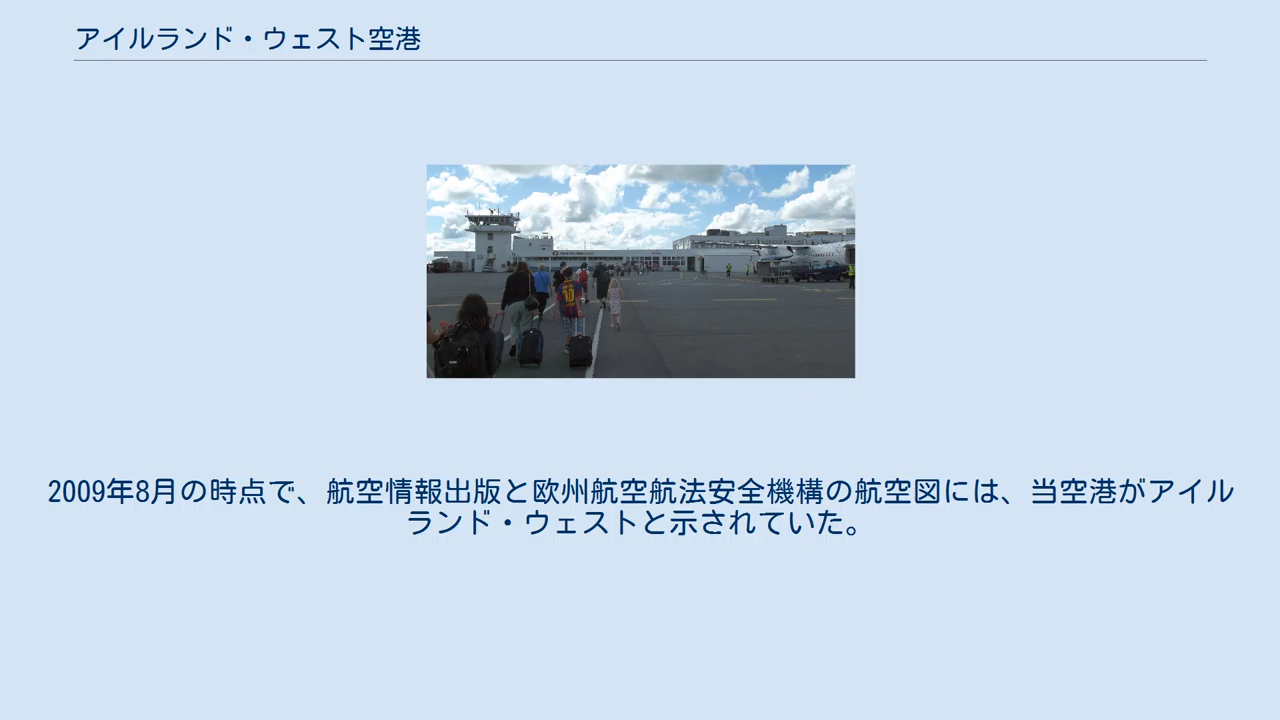 アイルランド・ウェスト空港
10
2009年8月の時点で、航空情報出版と欧州航空航法安全機構の航空図には、当空港がアイル
ランド・ウェストと示されていた。